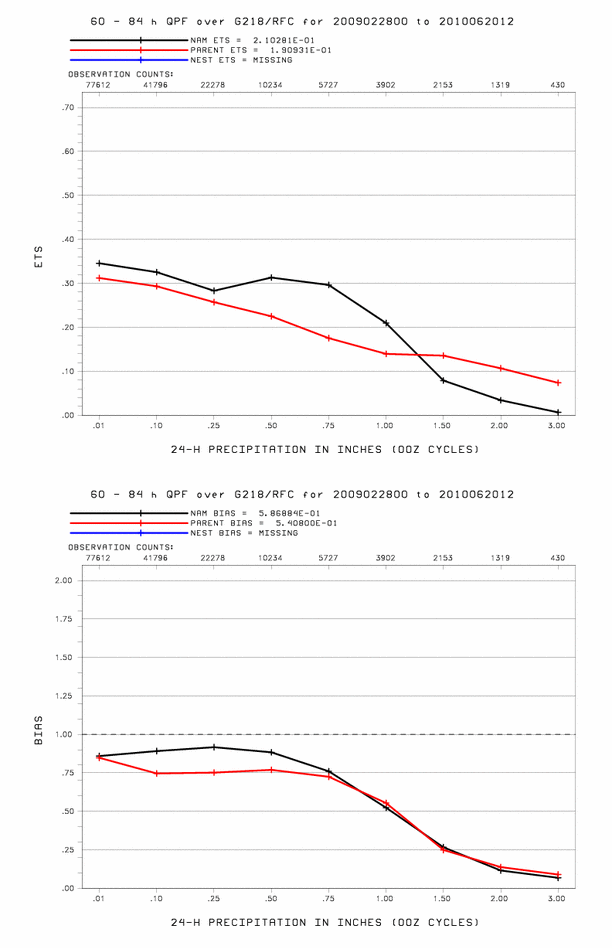 60 - 84 h QPF over G218/RFC for 2009022800 to 2010062012
NAM ETS = 2.10281E-01
PARENT ETS = 1.90931E-01
NEST ETS = MISSING
OBSERVATION COUNTS:
77612 41796 22278 10234 5727 3902 2153 1319 430
.70
.60
.50
.40
.30
.20
.10
.00
ETS
.01 .10 .25 .50 .75 1.00 1.50 2.00 3.00
24-H PRECIPITATION IN INCHES (00Z CYCLES)
60 - 84 h QPF over G218/RFC for 2009022800 to 2010062012
NAM BIAS = 5.86884E-01
PARENT BIAS = 5.40800E-01
NEST BIAS = MISSING
OBSERVATION COUNTS:
77612 41796 22278 10234 5727 3902 2153 1319 430
2.00
1.75
1.50
1.25
1.00
.75
.50
.25
.00
BIAS
.01 .10 .25 .50 .75 1.00 1.50 2.00 3.00
24-H PRECIPITATION IN INCHES (00Z CYCLES)